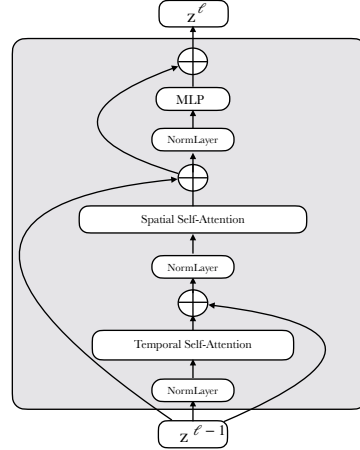 z^ℓ
MLP
NormLayer
Spatial Self-Attention
NormLayer
Temporal Self-Attention
NormLayer
z^{ℓ − 1}